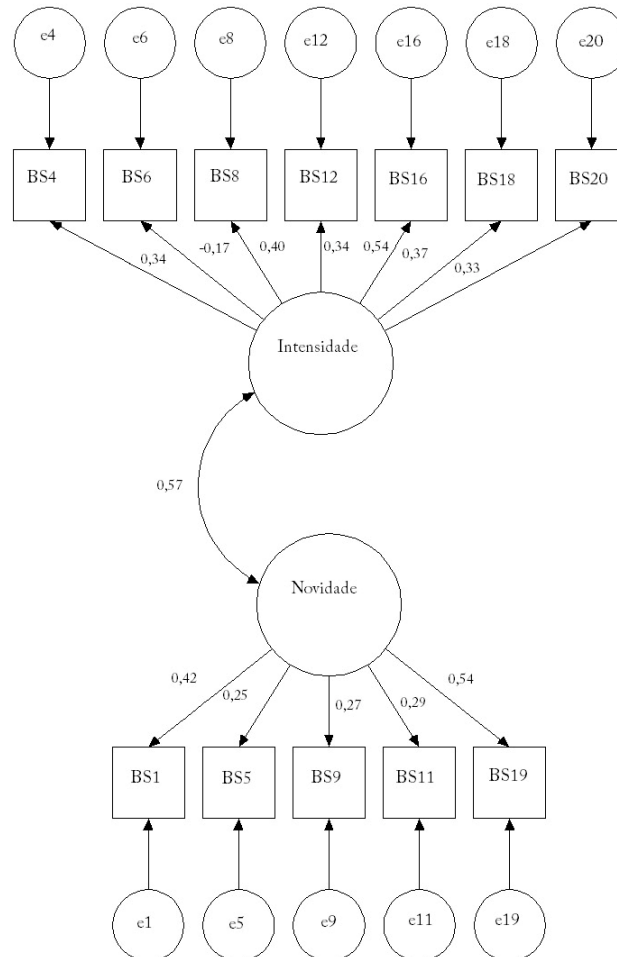 e4 e6 e8 e12 e16 e18 e20
BS4 BS6 BS8 BS12 BS16 BS18 BS20
0,34 -0,17 0,40 0,34 0,54 0,37 0,33
Intensidade
0,57
Novidade
0,42 0,25 0,27 0,29 0,54
BS1 BS5 BS9 BS11 BS19
e1 e5 e9 e11 e19